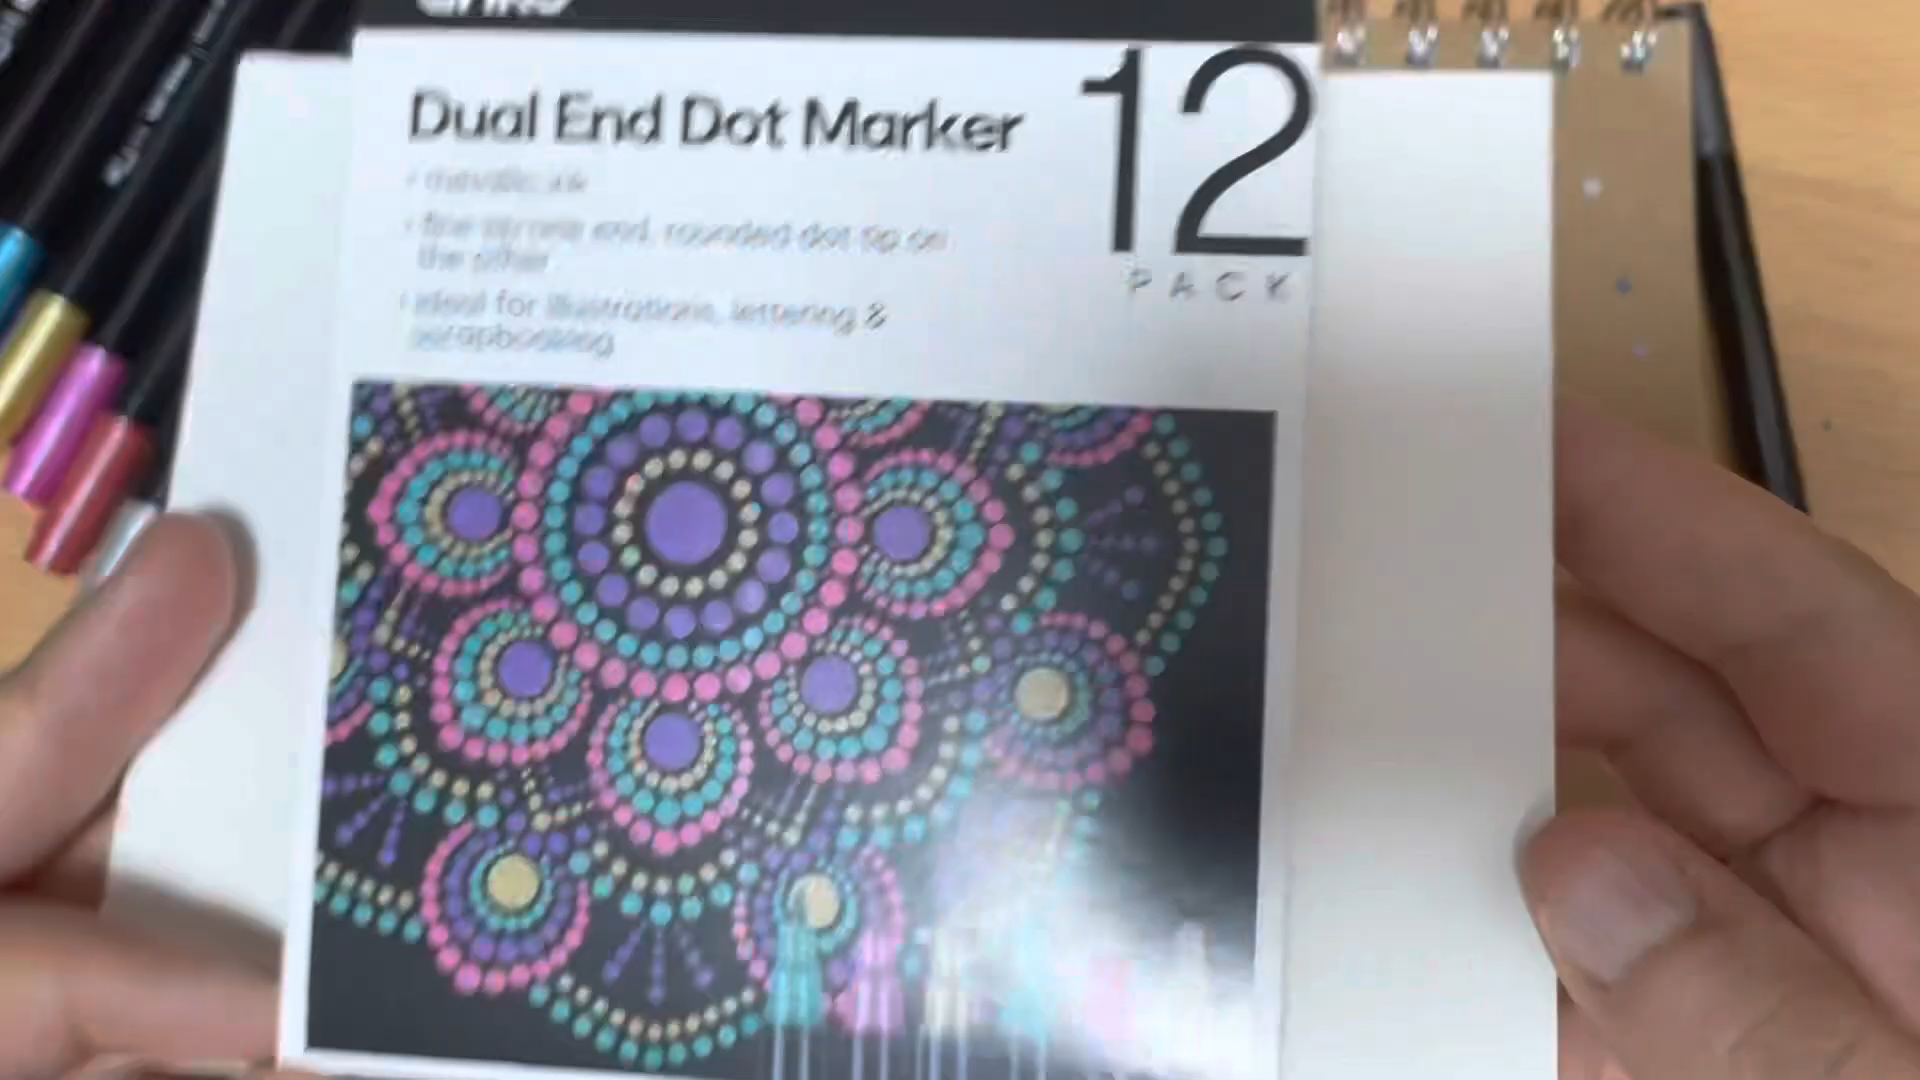 Dual End Dot Marker
12
PACK
metallic ink
fine tip one end, rounded dot tip on
the other
ideal for illustrations, lettering &
scrapbooking